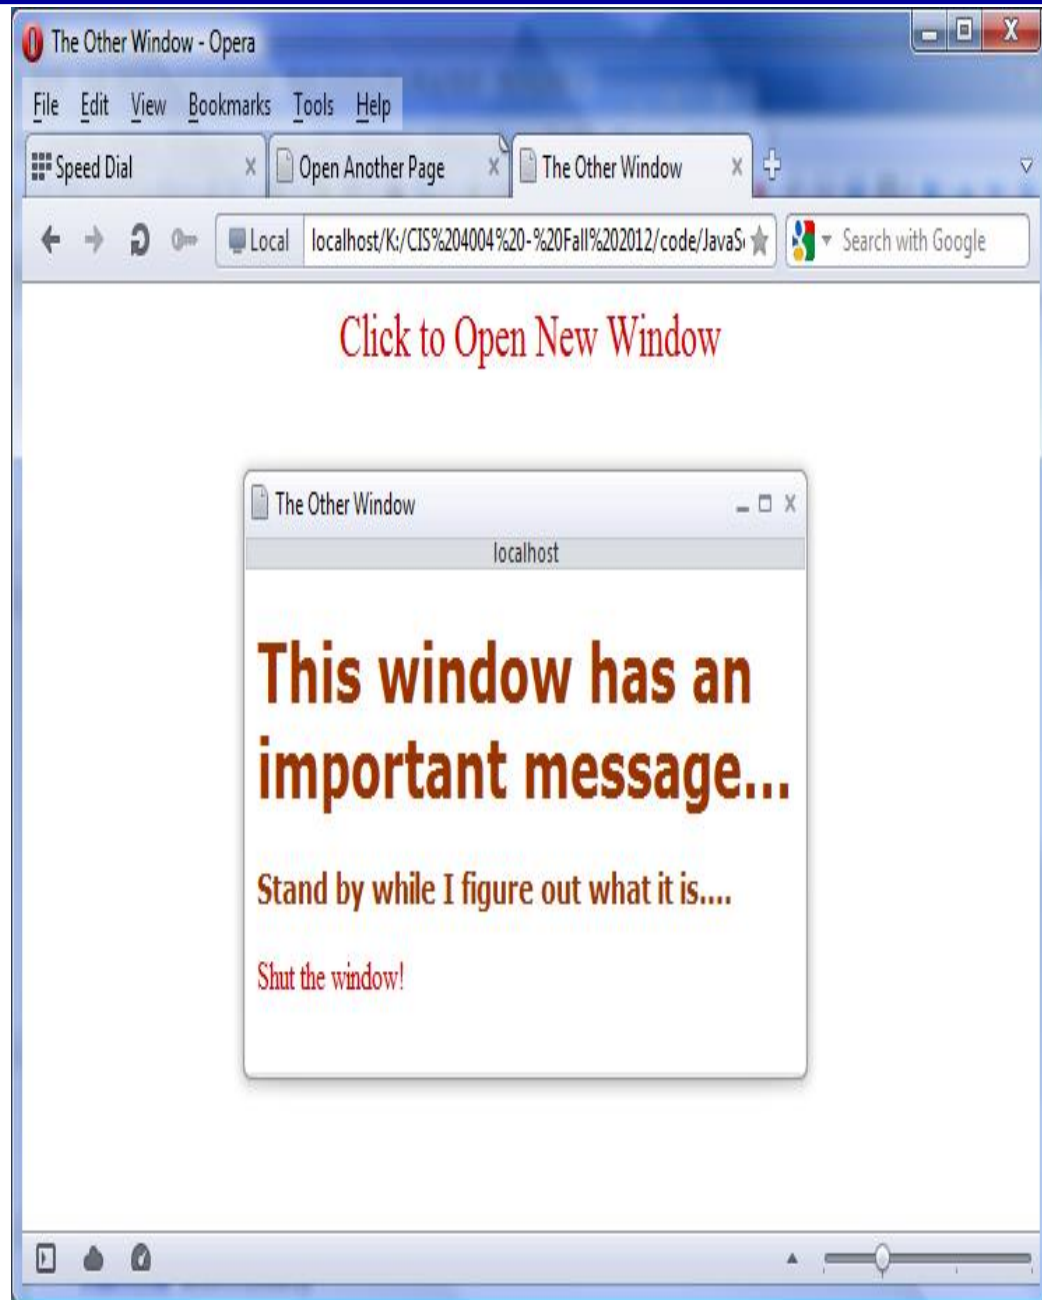 The Other Window - Opera
File Edit View Bookmarks Tools Help
Speed Dial Open Another Page The Other Window
Local localhost/K:/CIS%204004%20-%20Fall%202012/code/JavaS Search with Google
Click to Open New Window
The Other Window
localhost
This window has an
important message...
Stand by while I figure out what it is....
Shut the window!